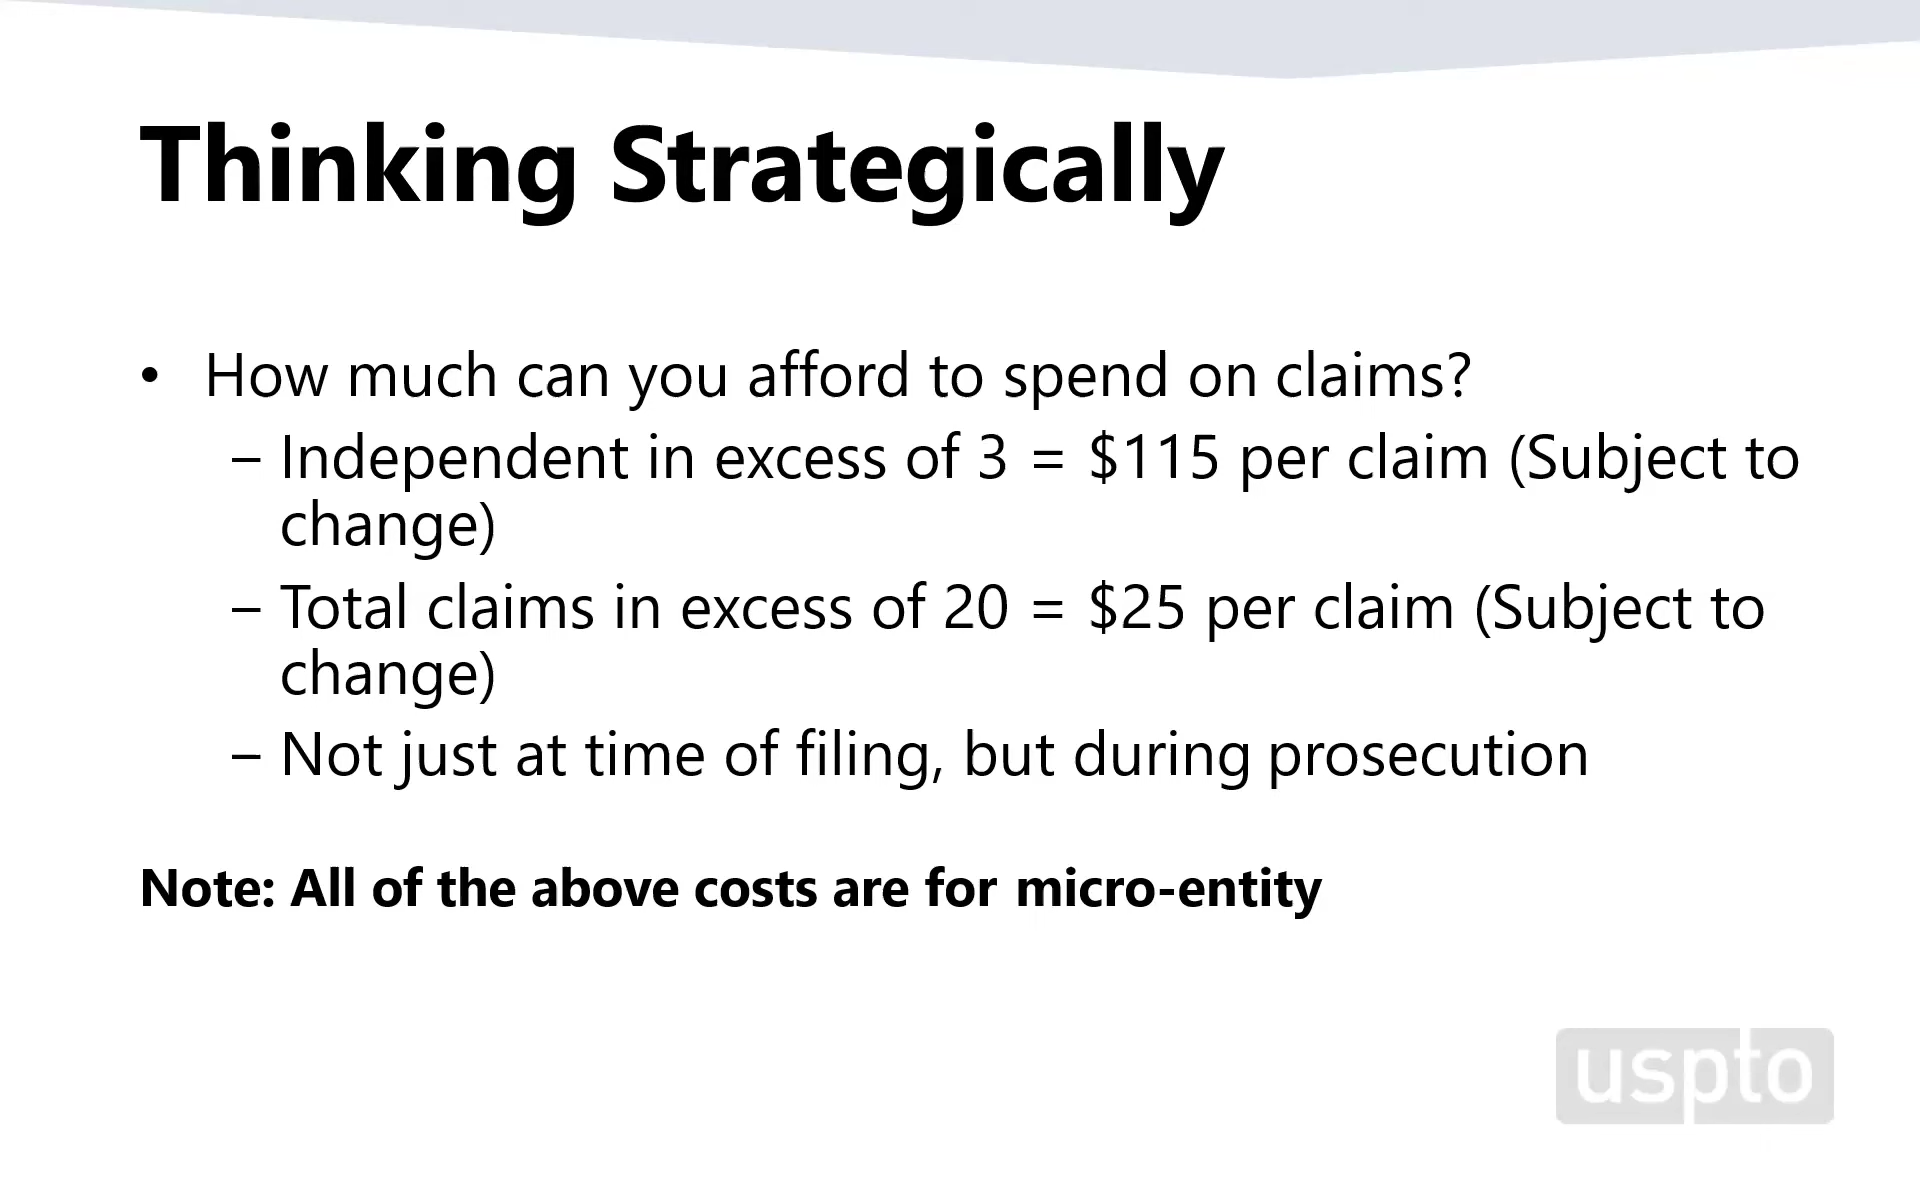 Thinking Strategically
• How much can you afford to spend on claims?
– Independent in excess of 3 = $115 per claim (Subject to
change)
– Total claims in excess of 20 = $25 per claim (Subject to
change)
– Not just at time of filing, but during prosecution
Note: All of the above costs are for micro-entity
uspto